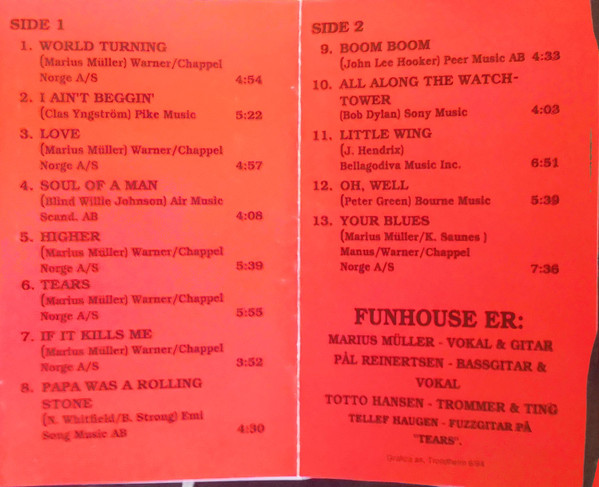 SIDE 1
1. WORLD TURNING
(Marius Müller) Warner/Chappel
Norge A/S 4:54
2. I AIN'T BEGGIN'
(Clas Yngström) Pike Music 5:22
3. LOVE
(Marius Müller) Warner/Chappel
Norge A/S 4:57
4. SOUL OF A MAN
(Blind Willie Johnson) Air Music
Scand. AB 4:08
5. HIGHER
(Marius Müller) Warner/Chappel
Norge A/S 5:39
6. TEARS
(Marius Müller) Warner/Chappel
Norge A/S 5:55
7. IF IT KILLS ME
(Marius Müller) Warner/Chappel
Norge A/S 3:52
8. PAPA WAS A ROLLING
STONE
(N. Whitfield/B. Strong) Emi
Song Music AB 4:30
SIDE 2
9. BOOM BOOM
(John Lee Hooker) Peer Music AB 4:33
10. ALL ALONG THE WATCH-
TOWER
(Bob Dylan) Sony Music 4:03
11. LITTLE WING
(J. Hendrix)
Bellagodiva Music Inc. 6:51
12. OH, WELL
(Peter Green) Bourne Music 5:39
13. YOUR BLUES
(Marius Müller/K. Saunes )
Manus/Warner/Chappel
Norge A/S 7:36
FUNHOUSE ER:
MARIUS MÜLLER - VOKAL & GITAR
PÅL REINERTSEN - BASSGITAR &
VOKAL
TOTTO HANSEN - TROMMER & TING
TELLEF HAUGEN - FUZZGITAR PÅ
"TEARS".